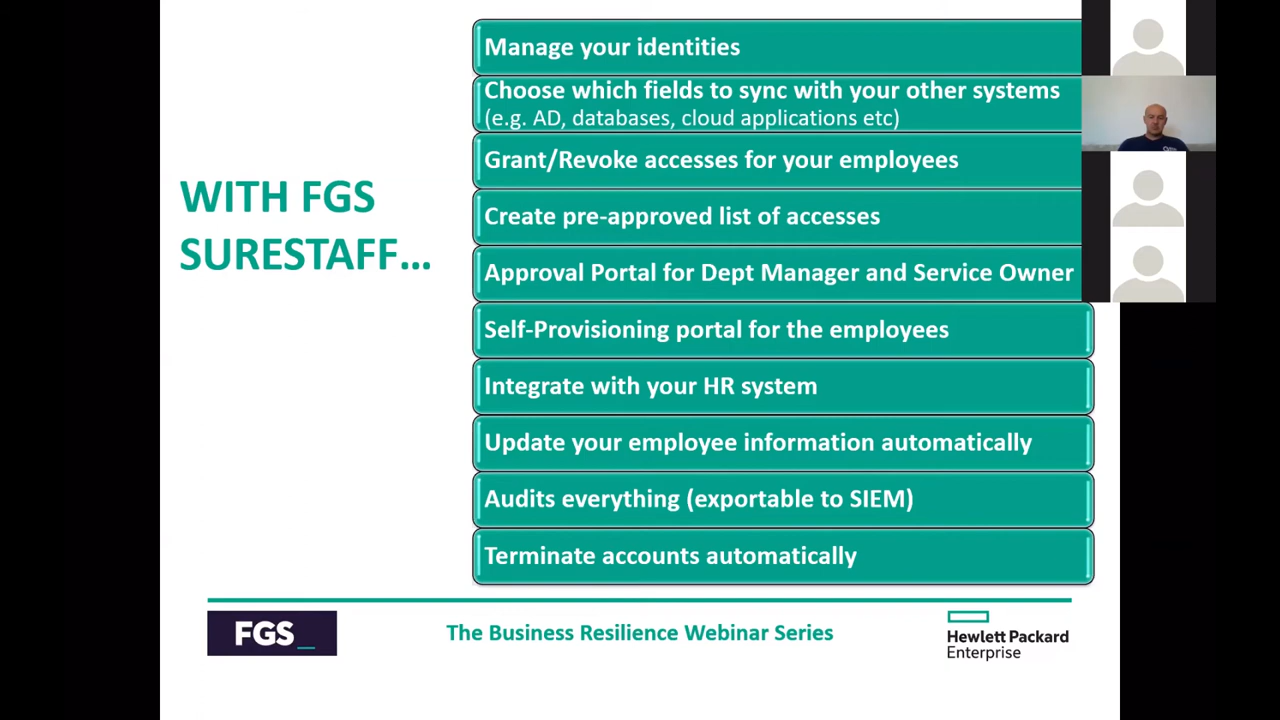 WITH FGS
SURESTAFF…
Manage your identities
Choose which fields to sync with your other systems
(e.g. AD, databases, cloud applications etc)
Grant/Revoke accesses for your employees
Create pre-approved list of accesses
Approval Portal for Dept Manager and Service Owner
Self-Provisioning portal for the employees
Integrate with your HR system
Update your employee information automatically
Audits everything (exportable to SIEM)
Terminate accounts automatically
FGS_
The Business Resilience Webinar Series
Hewlett Packard
Enterprise